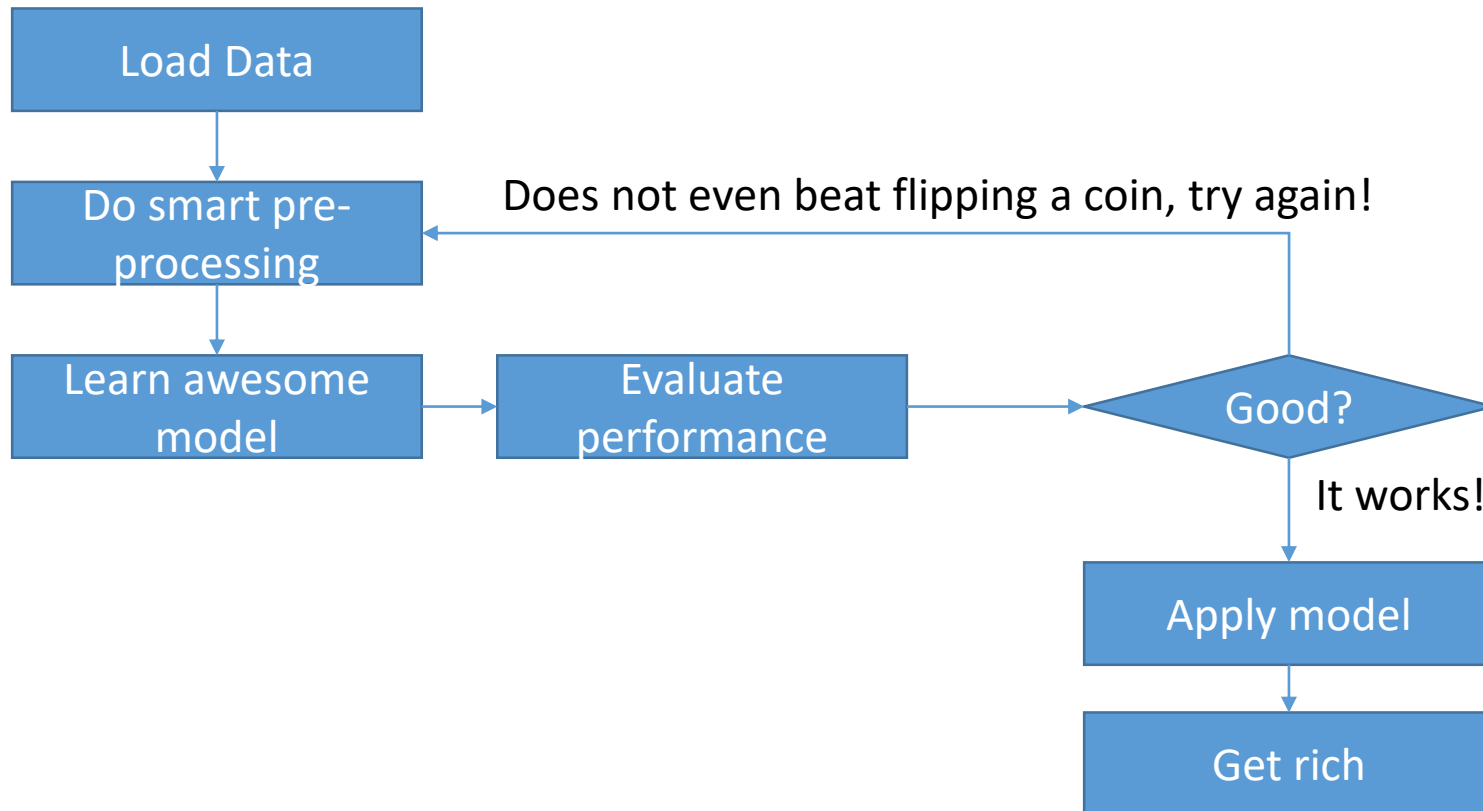 Load Data
Do smart pre-
processing
Does not even beat flipping a coin, try again!
Learn awesome
model
Evaluate
performance
Good?
It works!
Apply model
Get rich